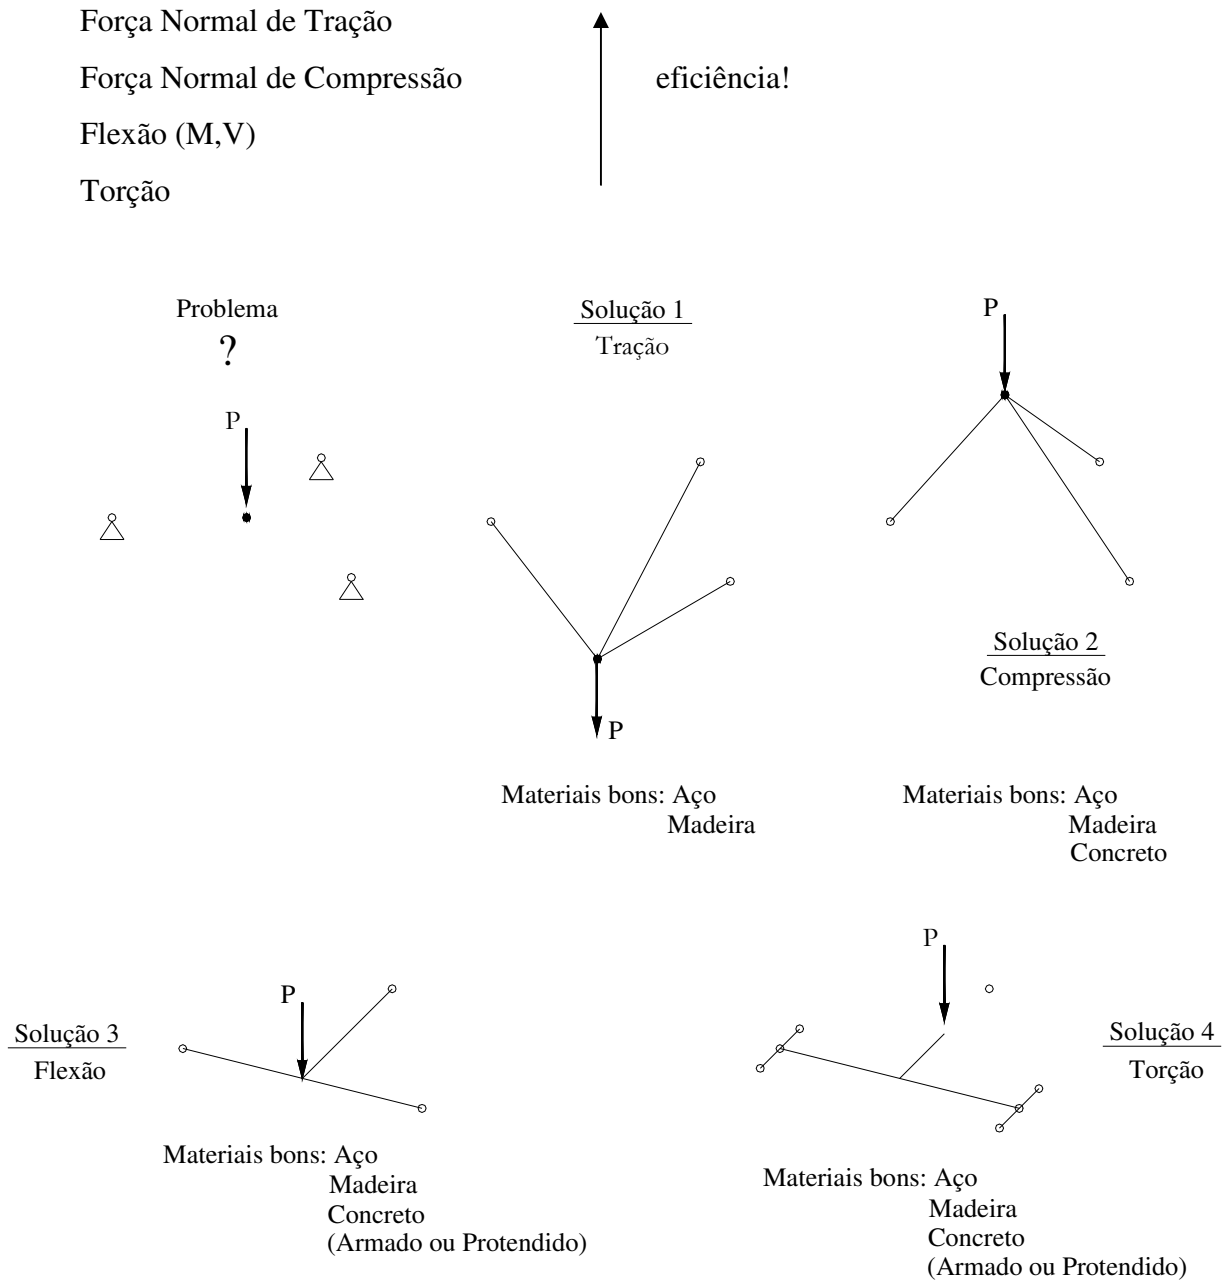 Força Normal de Tração
Força Normal de Compressão
eficiência!
Flexão (M,V)
Torção
Problema
?
P
Solução 1
Tração
P
Materiais bons: Aço
Madeira
P
Solução 2
Compressão
Materiais bons: Aço
Madeira
Concreto
Solução 3
Flexão
P
Materiais bons: Aço
Madeira
Concreto
(Armado ou Protendido)
P
Solução 4
Torção
Materiais bons: Aço
Madeira
Concreto
(Armado ou Protendido)